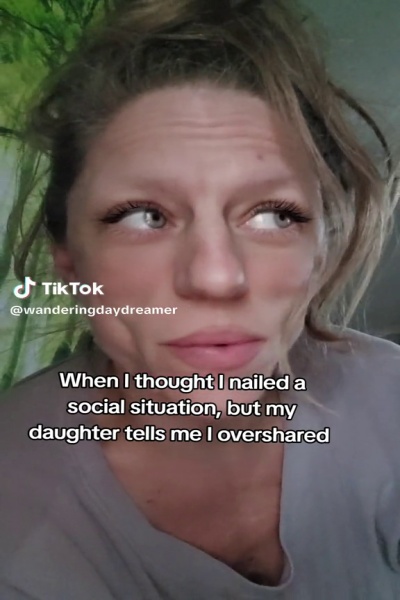 TikTok
@wanderingdaydreamer
When I thought I nailed a
social situation, but my
daughter tells me I overshared